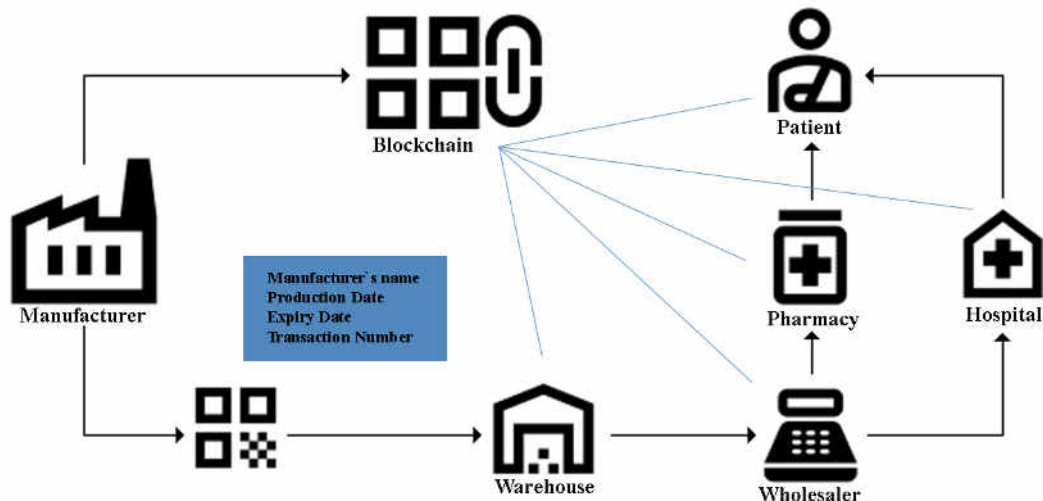 Blockchain
Patient
Manufacturer`s name
Production Date
Expiry Date
Transaction Number
Manufacturer
Pharmacy
Hospital
Warehouse
Wholesaler